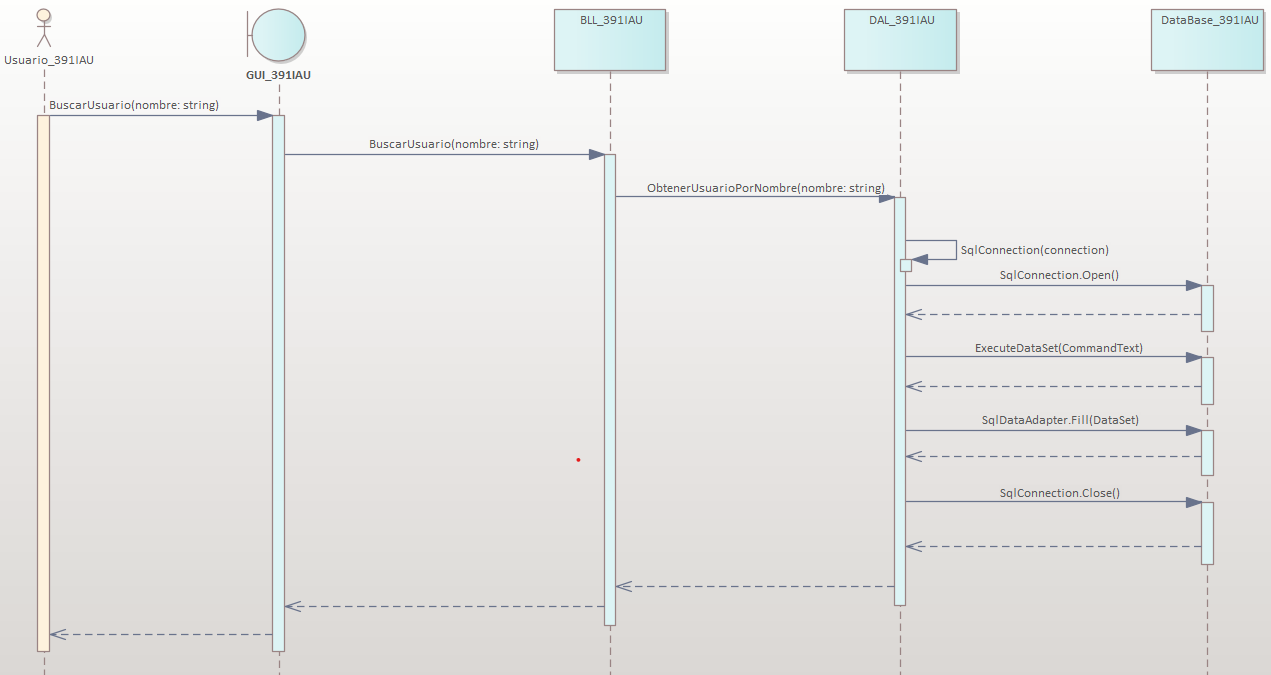 Usuario_391IAU
GUI_391IAU
BLL_391IAU
DAL_391IAU
DataBase_391IAU
BuscarUsuario(nombre: string)
BuscarUsuario(nombre: string)
ObtenerUsuarioPorNombre(nombre: string)
SqlConnection(connection)
SqlConnection.Open()
ExecuteDataSet(CommandText)
SqlDataAdapter.Fill(DataSet)
SqlConnection.Close()